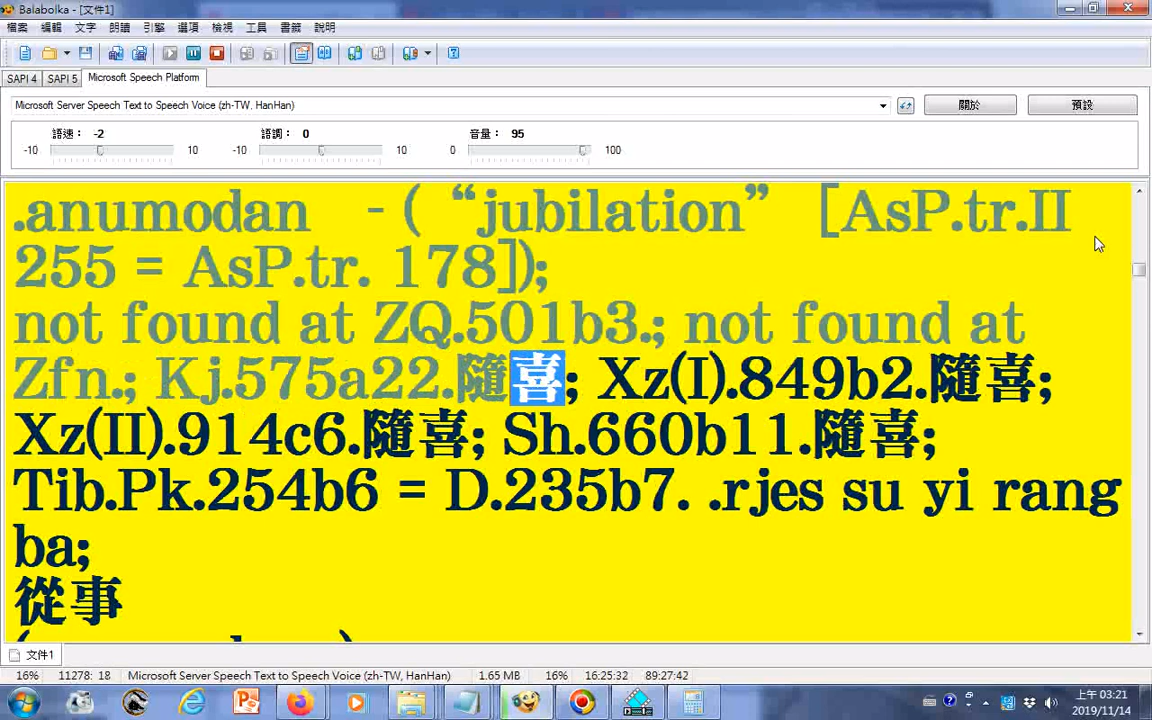 Balabolka - [文件1]
檔案 編輯 文字 朗讀 引擎 選項 檢視 工具 書籤 說明
SAPI 4 SAPI 5 Microsoft Speech Platform
Microsoft Server Speech Text to Speech Voice (zh-TW, HanHan) 關於 預設
語速： -2 語調： 0 音量： 95
-10 10 -10 10 0 100
.anumodan - (“jubilation” [AsP.tr.II
255 = AsP.tr. 178]);
not found at ZQ.501b3.; not found at
Zfn.; Kj.575a22.隨喜; Xz(I).849b2.隨喜;
Xz(II).914c6.隨喜; Sh.660b11.隨喜;
Tib.Pk.254b6 = D.235b7. .rjes su yi rang
ba;
從事
文件1
16% 11278: 18 Microsoft Server Speech Text to Speech Voice (zh-TW, HanHan) 1.65 MB 16% 16:25:32 89:27:42
上午 03:21
2019/11/14